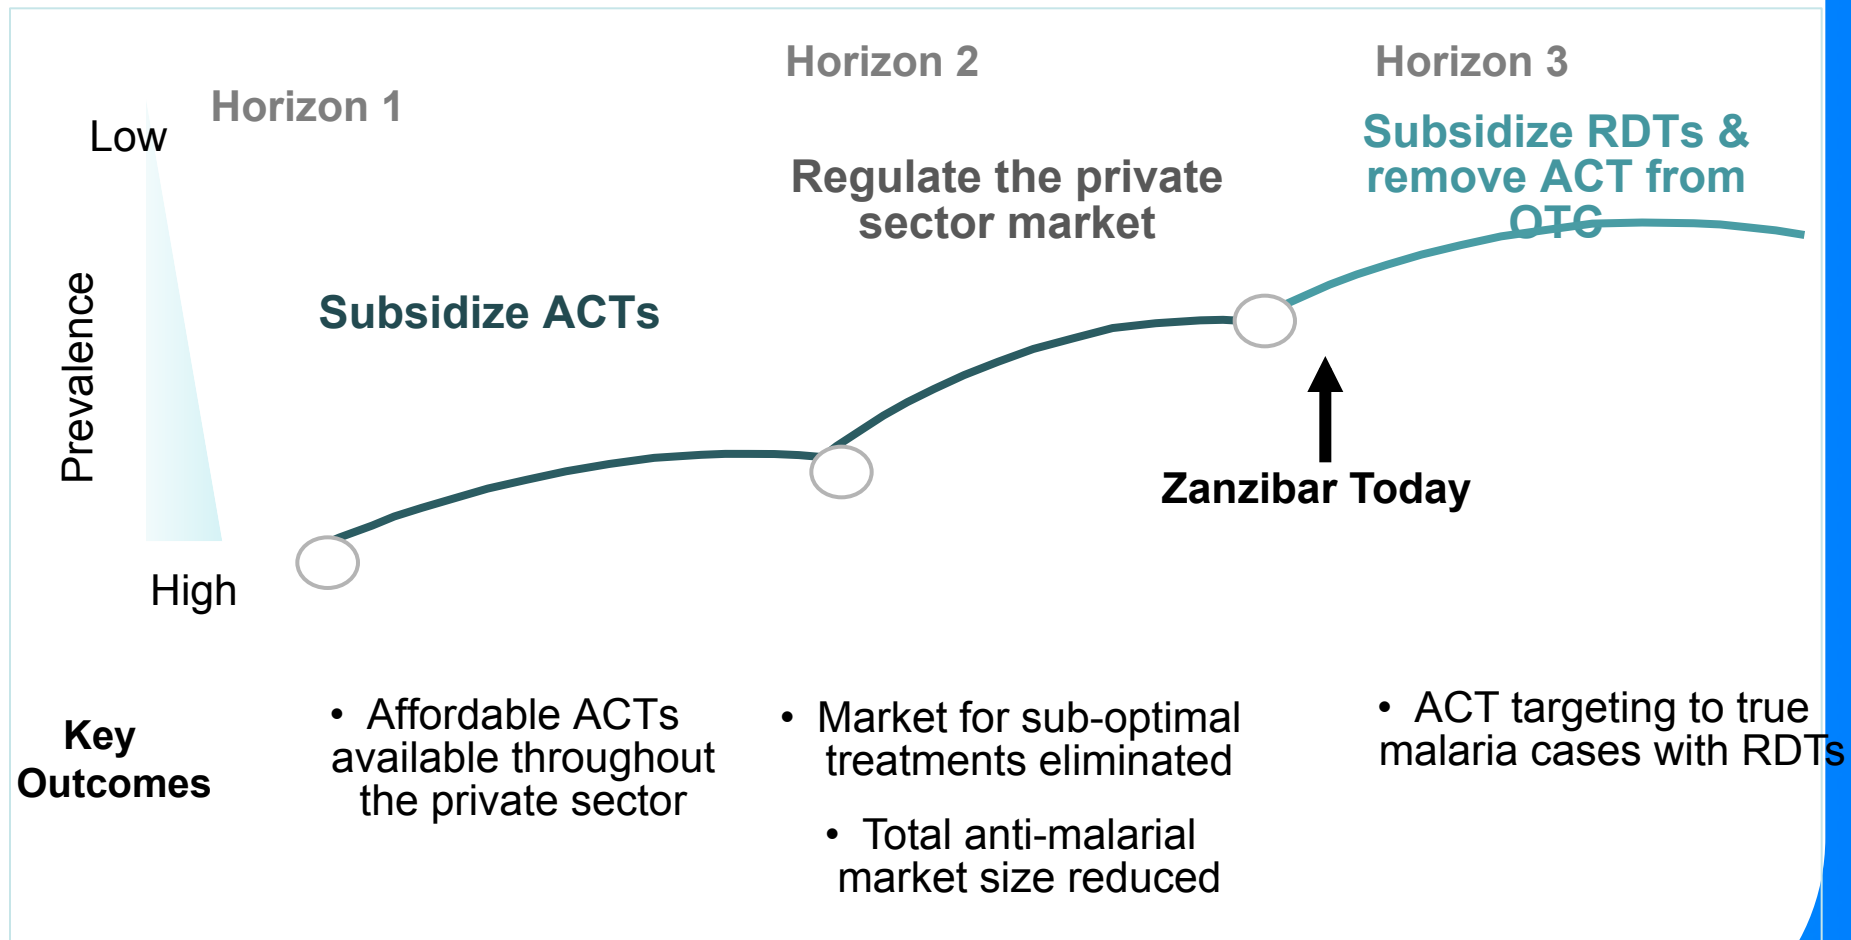 Horizon 1
Horizon 2
Horizon 3
Low
Prevalence
High
Subsidize ACTs
Regulate the private
sector market
Subsidize RDTs &
remove ACT from
OTC
Zanzibar Today
Key
Outcomes
• Affordable ACTs
available throughout
the private sector
• Market for sub-optimal
treatments eliminated
• Total anti-malarial
market size reduced
• ACT targeting to true
malaria cases with RDTs